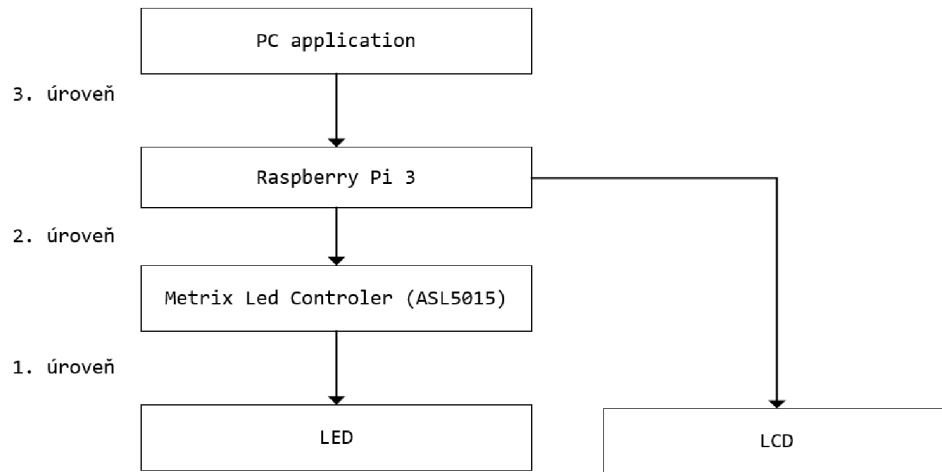 PC application
3. úroveň
Raspberry Pi 3
2. úroveň
Metrix Led Controler (ASL5015)
1. úroveň
LED
LCD